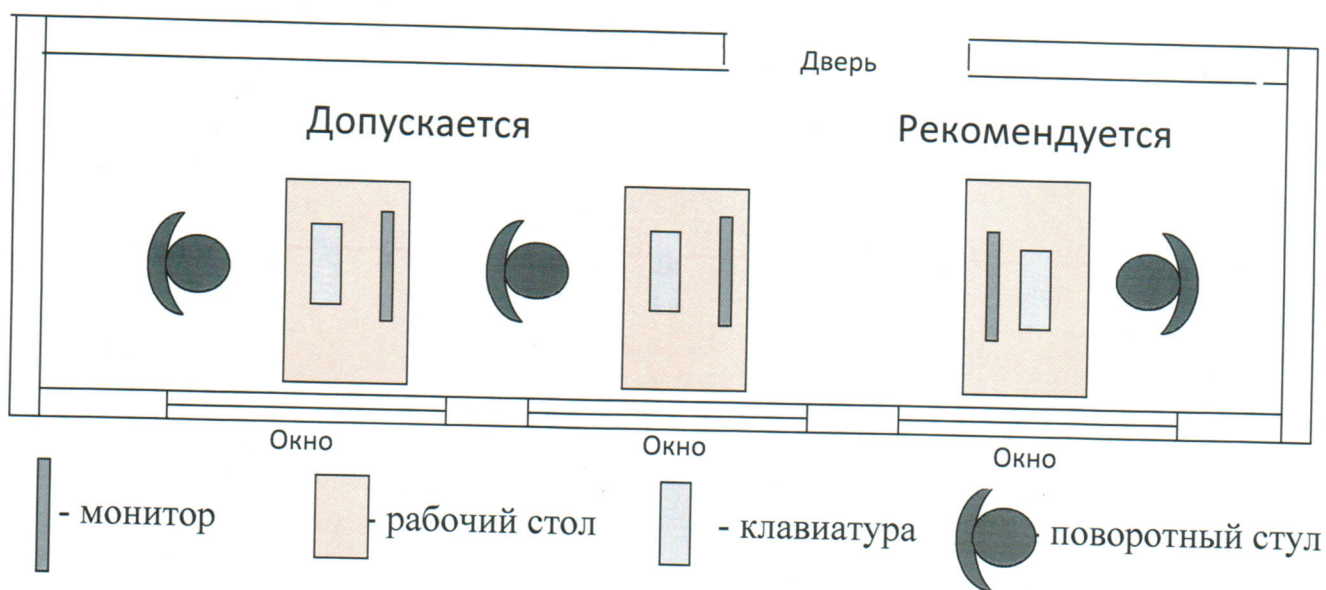 Дверь
Допускается
Рекомендуется
Окно
Окно
Окно
- монитор
- рабочий стол
- клавиатура
- поворотный стул